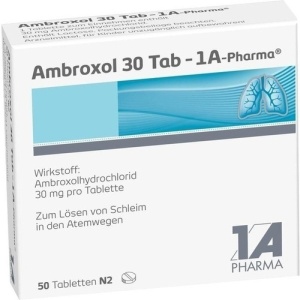 Ambroxol 30 Tab - 1A-Pharma®
Wirkstoff:
Ambroxolhydrochlorid
30 mg pro Tablette
Zum Lösen von Schleim
in den Atemwegen
50 Tabletten N2
1A
PHARMA